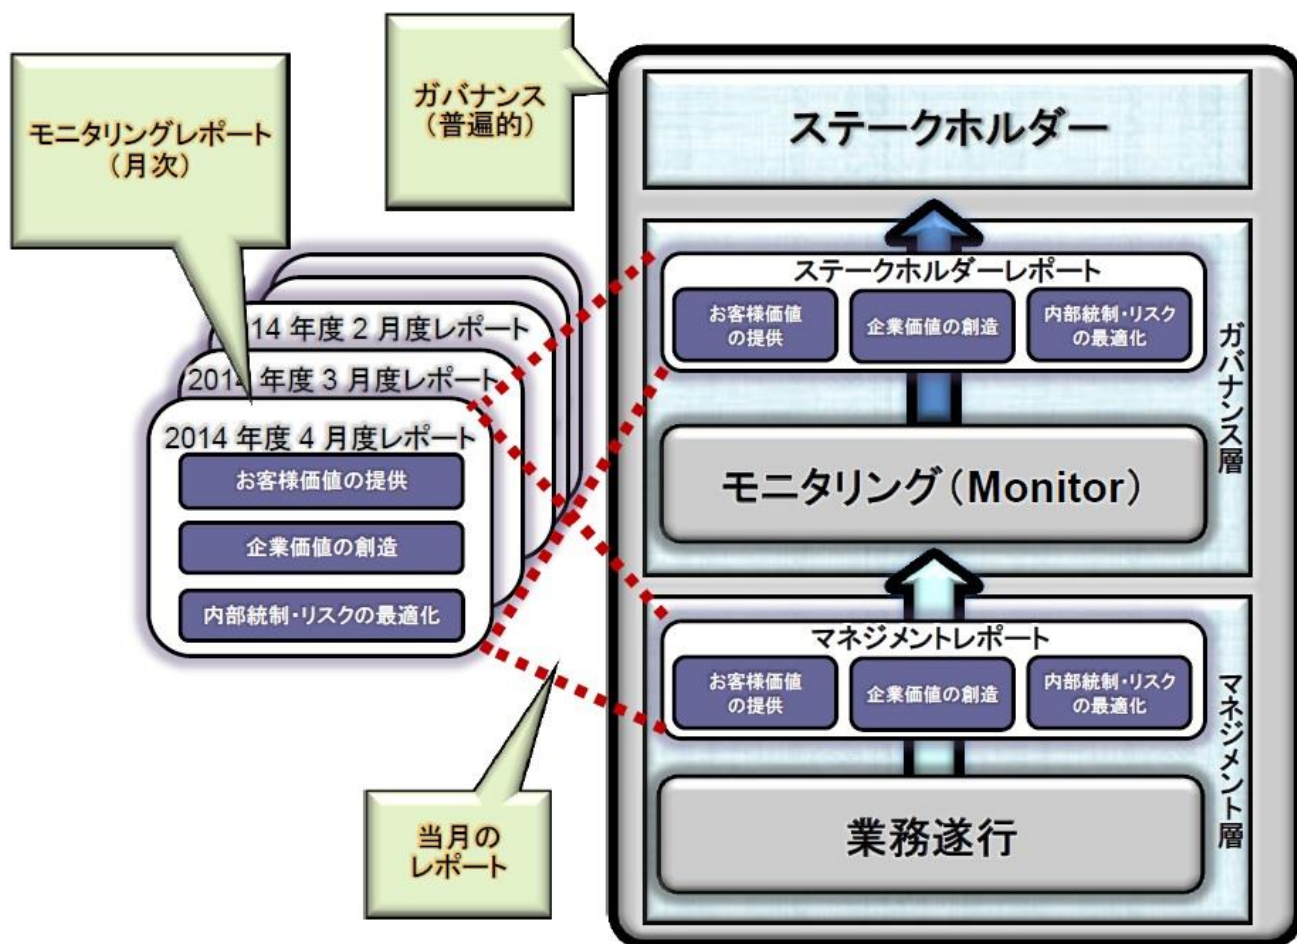 モニタリングレポート
（月次）
ガバナンス
（普遍的）
2014 年度 2 月度レポート
2014 年度 3 月度レポート
2014 年度 4 月度レポート
お客様価値の提供
企業価値の創造
内部統制・リスクの最適化
当月の
レポート
ステークホルダー
ステークホルダーレポート
お客様価値
の提供
企業価値の創造
内部統制・リスク
の最適化
モニタリング（Monitor）
ガバナンス層
マネジメントレポート
お客様価値
の提供
企業価値の創造
内部統制・リスク
の最適化
業務遂行
マネジメント層